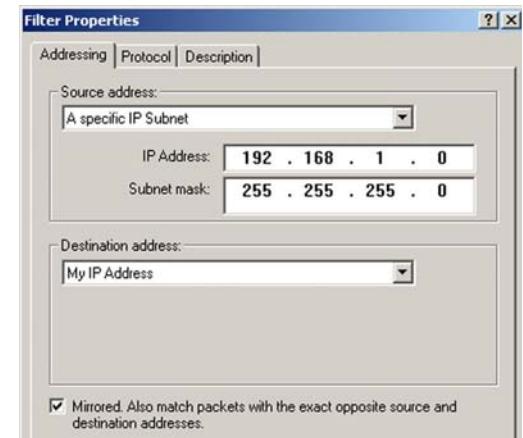 Filter Properties
Addressing Protocol Description
Source address:
A specific IP Subnet
IP Address: 192 . 168 . 1 . 0
Subnet mask: 255 . 255 . 255 . 0
Destination address:
My IP Address
Mirrored. Also match packets with the exact opposite source and
destination addresses.